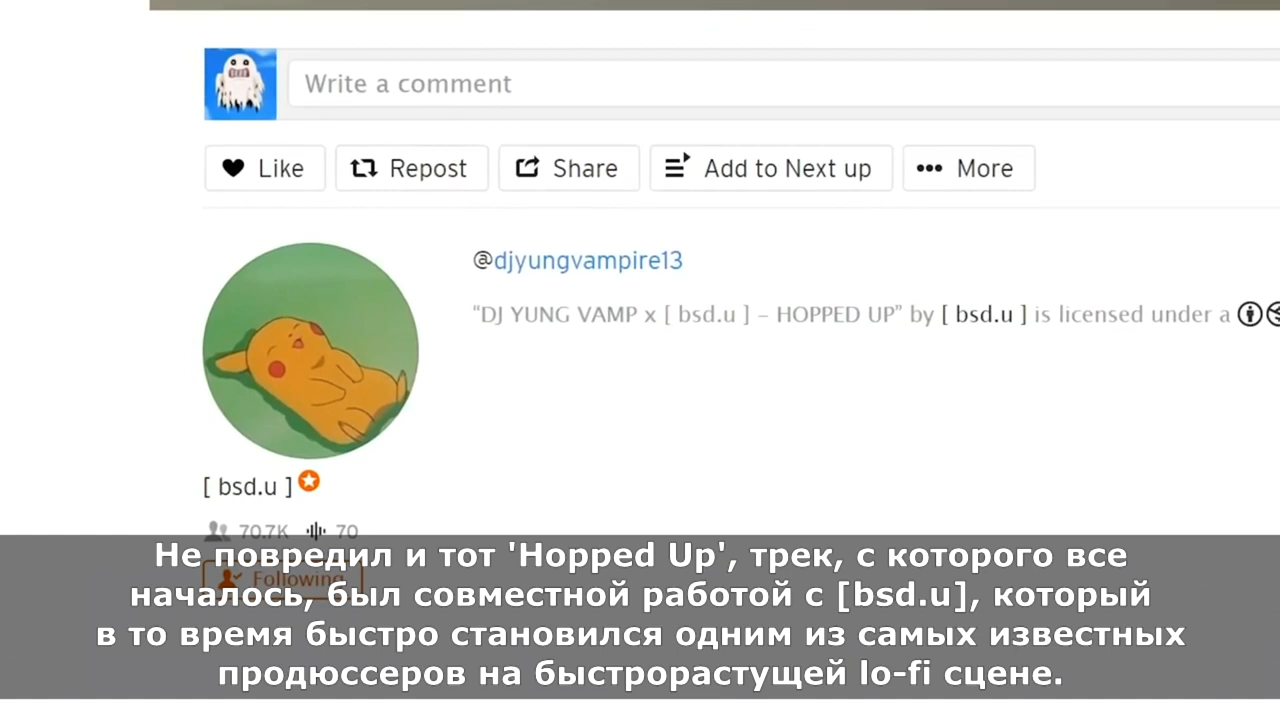 Write a comment
Like Repost Share Add to Next up More
@djyungvampire13
“DJ YUNG VAMP x [ bsd.u ] – HOPPED UP” by [ bsd.u ] is licensed under a
[ bsd.u ]
70.7K 70
Following
Не повредил и тот 'Hopped Up', трек, с которого все
началось, был совместной работой с [bsd.u], который
в то время быстро становился одним из самых известных
продюссеров на быстрорастущей lo-fi сцене.